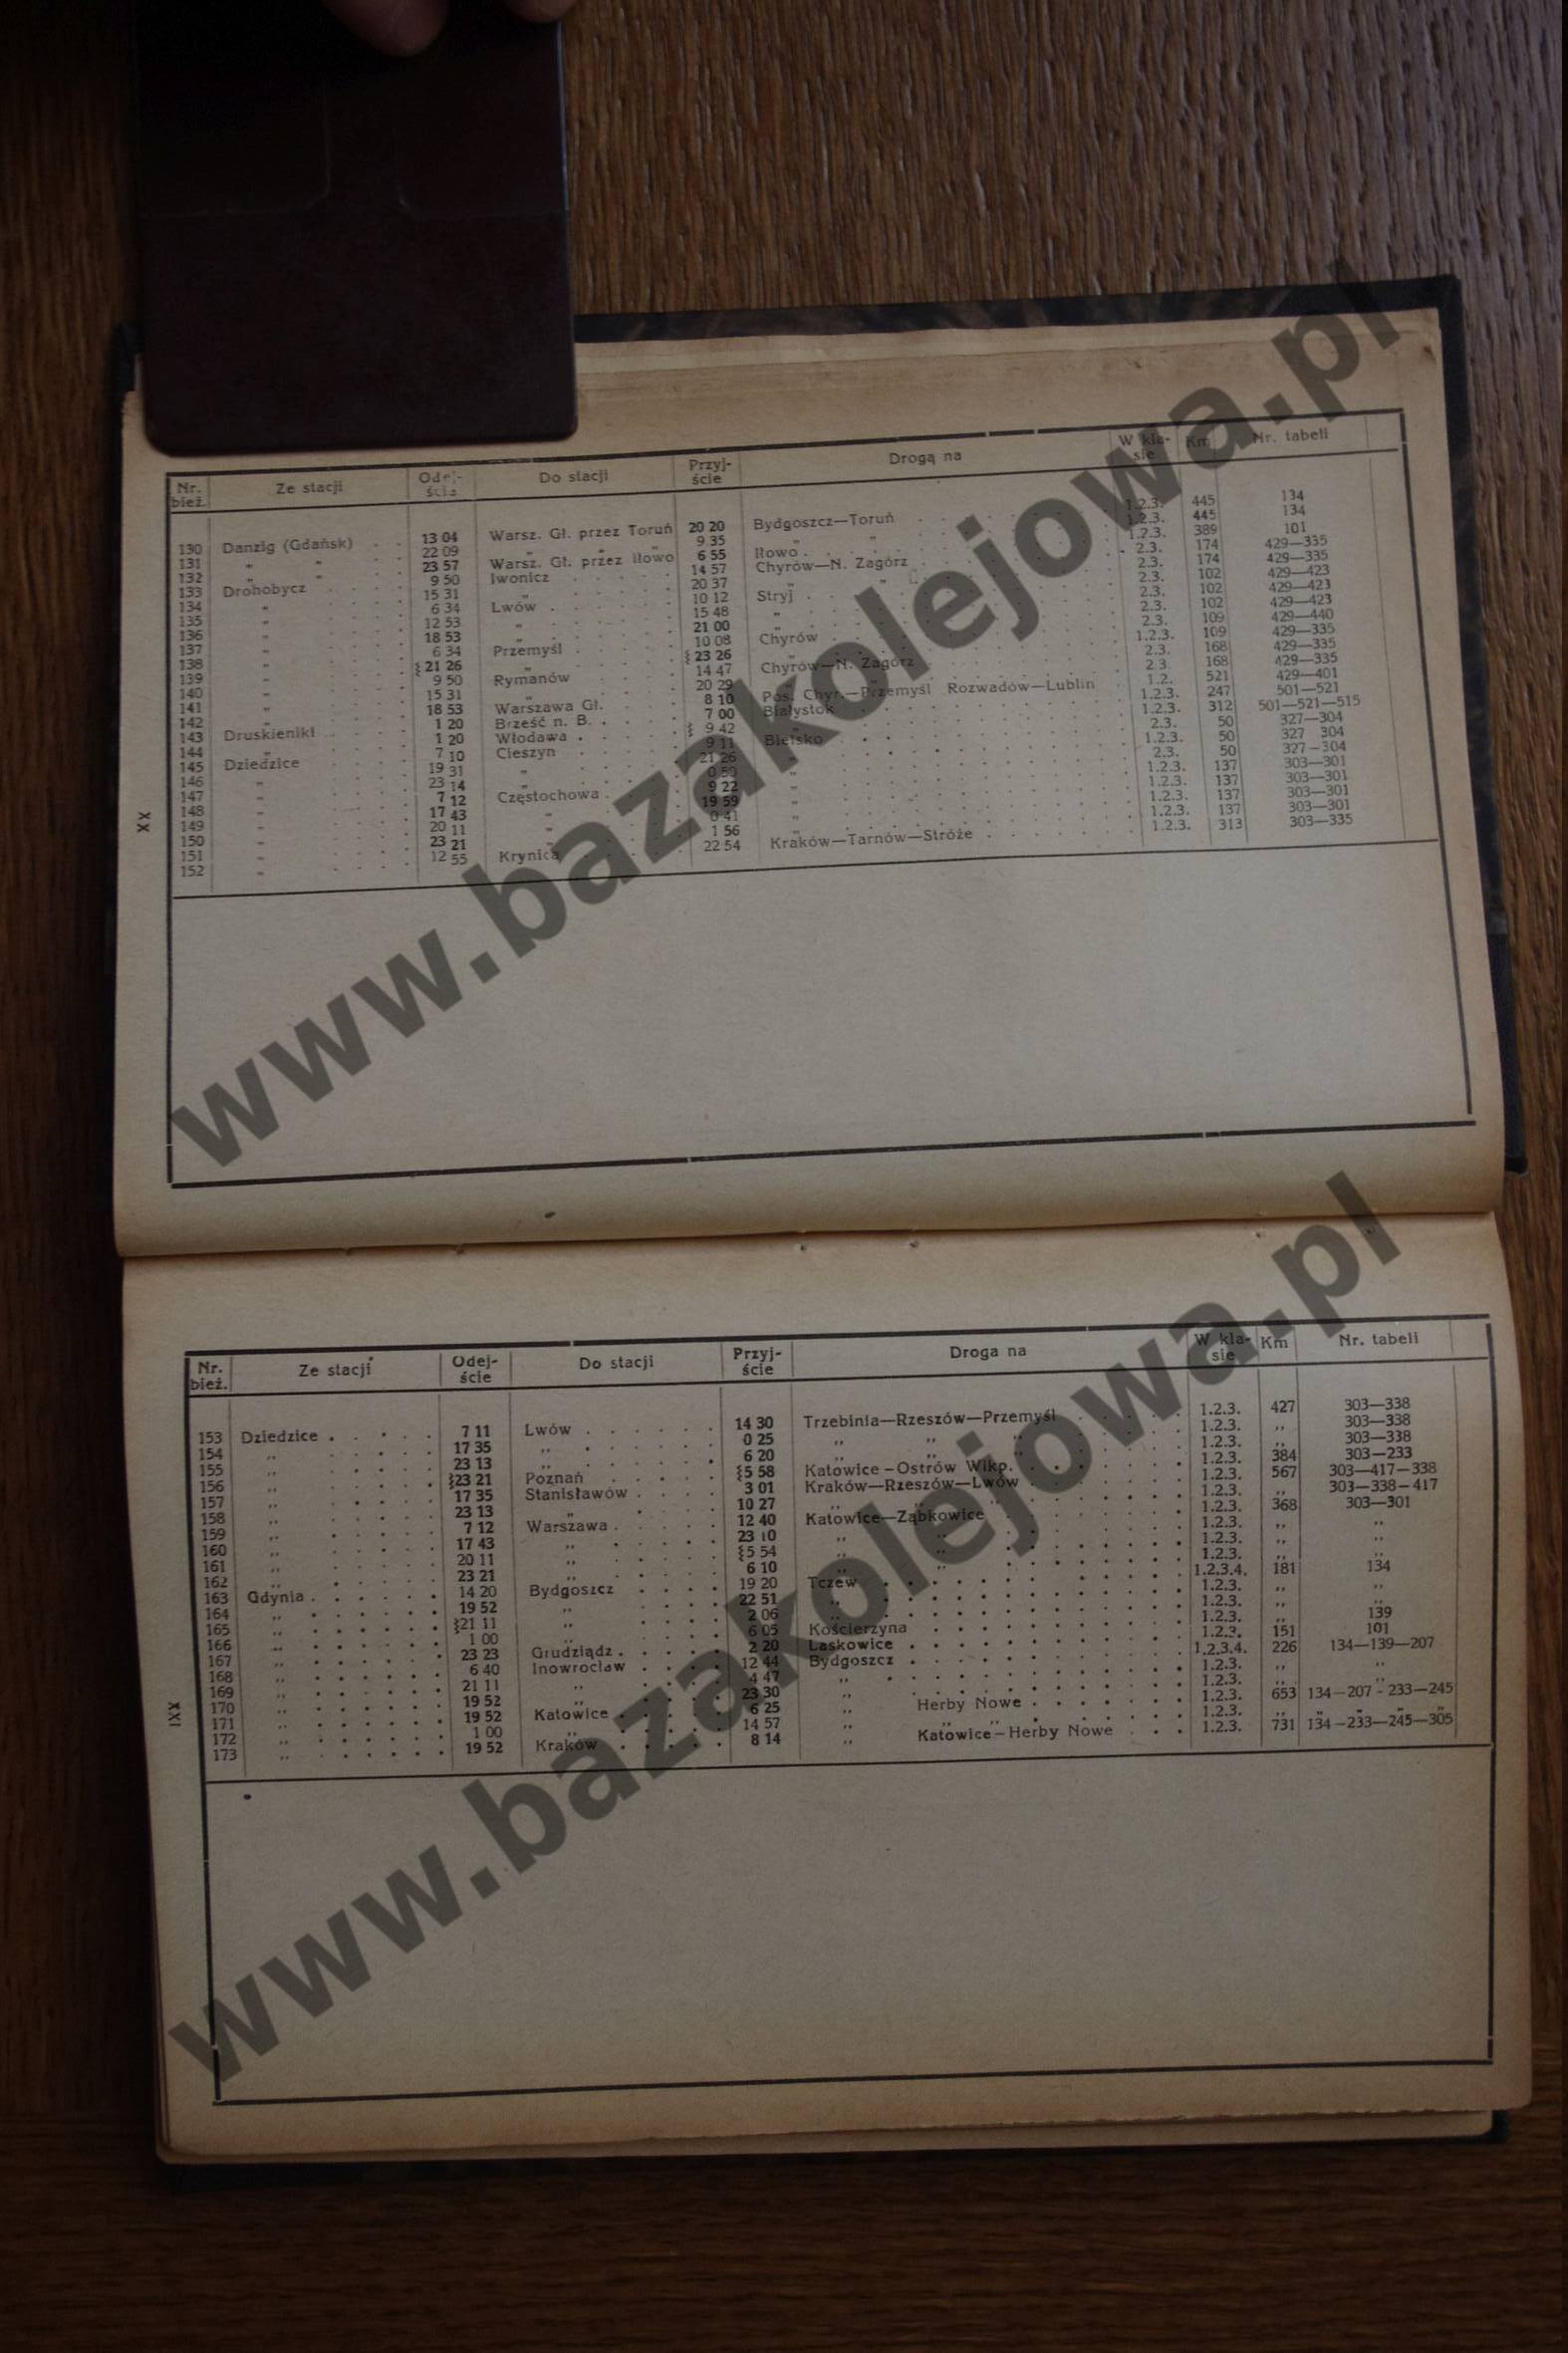 Nr. bież. Ze stacji Odej- ście Do stacji Przyj- ście Drogą na W kla- sie Km Nr. tabeli
130 Danzig (Gdańsk) 13 04 Warsz. Gł. przez Toruń 20 20 Bydgoszcz—Toruń 1.2.3. 445 134
131 „ „ 22 09 „ „ „ 9 35 „ „ 1.2.3. 445 134
132 „ „ 23 57 Warsz. Gł. przez Iłowo 6 55 Iłowo 1.2.3. 389 101
133 Drohobycz 9 50 Iwonicz 14 57 Chyrów—N. Zagórz 2.3. 174 429—335
134 „ 15 31 „ 20 37 „ „ 2.3. 174 429—335
135 „ 6 34 Lwów 10 12 Stryj 2.3. 102 429—423
136 „ 12 53 „ 15 48 „ 2.3. 102 429—423
137 „ 18 53 „ 21 00 „ 2.3. 102 429—423
138 „ 6 34 Przemyśl 10 08 Chyrów 2.3. 109 429—440
139 „ 21 26 „ 23 26 „ 1.2.3. 109 429—335
140 „ 9 50 Rymanów 14 47 Chyrów—N. Zagórz 2.3. 168 429—335
141 „ 15 31 „ 20 29 „ 2.3. 168 429—335
142 „ 18 53 Warszawa Gł. 8 10 Pos. Chyr.—Przemyśl Rozwadów—Lublin 1.2. 521 429—401
143 Druskieniki 1 20 Brześć n. B. 7 00 Białystok 1.2.3. 247 501—521
144 „ 1 20 Włodawa 9 42 „ 1.2.3. 312 501—521—515
145 Dziedzice 7 10 Cieszyn 9 11 Bielsko 2.3. 50 327—304
146 „ 19 31 „ 21 26 „ 1.2.3. 50 327 304
147 „ 23 14 „ 0 59 „ 2.3. 50 327-304
148 „ 7 12 Częstochowa 9 22 „ 1.2.3. 137 303—301
149 „ 17 43 „ 19 59 „ 1.2.3. 137 303—301
150 „ 20 11 „ 0 41 „ 1.2.3. 137 303—301
151 „ 23 21 „ 1 56 „ 1.2.3. 137 303—301
152 „ 12 55 Krynica 22 54 Kraków—Tarnów—Stróże 1.2.3. 313 303—335
XX
Nr. bież. Ze stacji Odej- ście Do stacji Przyj- ście Droga na W kla- sie Km Nr. tabeli
153 Dziedzice 7 11 Lwów 14 30 Trzebinia—Rzeszów—Przemyśl 1.2.3. 427 303—338
154 „ 17 35 „ 0 25 „ „ „ 1.2.3. „ 303—338
155 „ 23 13 „ 6 20 „ „ „ 1.2.3. „ 303—338
156 „ 23 21 Poznań 5 58 Katowice-Ostrów Wlkp. 1.2.3. 384 303—233
157 „ 17 35 Stanisławów 3 01 Kraków—Rzeszów—Lwów 1.2.3. 567 303—417-338
158 „ 23 13 „ 10 27 „ „ „ 1.2.3. „ 303—338-417
159 „ 7 12 Warszawa 12 40 Katowice—Ząbkowice 1.2.3. 368 303—301
160 „ 17 43 „ 23 10 „ „ 1.2.3. „ „
161 „ 20 11 „ 5 54 „ „ 1.2.3. „ „
162 „ 23 21 „ 6 10 „ „ 1.2.3. „ „
163 Gdynia 14 20 Bydgoszcz 19 20 Tczew 1.2.3.4. 181 134
164 „ 19 52 „ 22 51 „ 1.2.3. „ „
165 „ 21 11 „ 2 06 „ 1.2.3. „ „
166 „ 1 00 „ 6 05 Kościerzyna 1.2.3. „ 139
167 „ 23 23 Grudziądz 2 20 Laskowice 1.2.3. 151 101
168 „ 6 40 Inowrocław 12 44 Bydgoszcz 1.2.3.4. 226 134—139—207
169 „ 21 11 „ 4 47 „ 1.2.3. „ „
170 „ 19 52 „ 23 30 „ 1.2.3. „ „
171 „ 19 52 Katowice 6 25 „ Herby Nowe 1.2.3. 653 134-207-233—245
172 „ 1 00 „ 14 57 „ „ „ 1.2.3. „ „ „ „ „
173 „ 19 52 Kraków 8 14 „ Katowice-Herby Nowe 1.2.3. 731 134-233—245—305
XXI
www.bazakolejowa.pl
www.bazakolejowa.pl